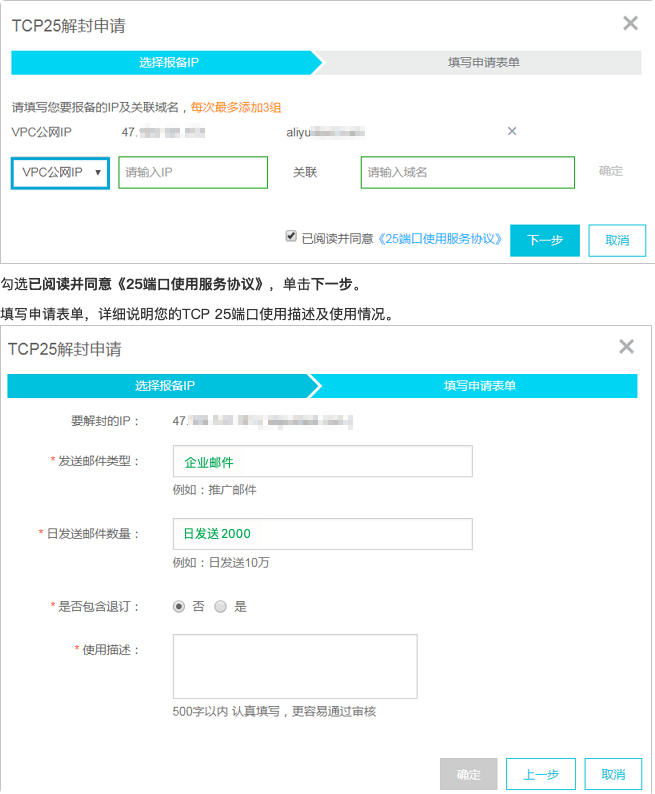 TCP25解封申请
选择报备IP 填写申请表单
请填写您要报备的IP及关联域名，每次最多添加3组
VPC公网IP 47. aliyu
VPC公网IP 请输入IP 关联 请输入域名 确定
已阅读并同意《25端口使用服务协议》 下一步 取消
勾选已阅读并同意《25端口使用服务协议》，单击下一步。
填写申请表单，详细说明您的TCP 25端口使用描述及使用情况。
TCP25解封申请
选择报备IP 填写申请表单
要解封的IP： 47.
*发送邮件类型： 企业邮件
例如：推广邮件
*日发送邮件数量： 日发送2000
例如：日发送10万
*是否包含退订： 否 是
*使用描述：
500字以内 认真填写，更容易通过审核
确定 上一步 取消